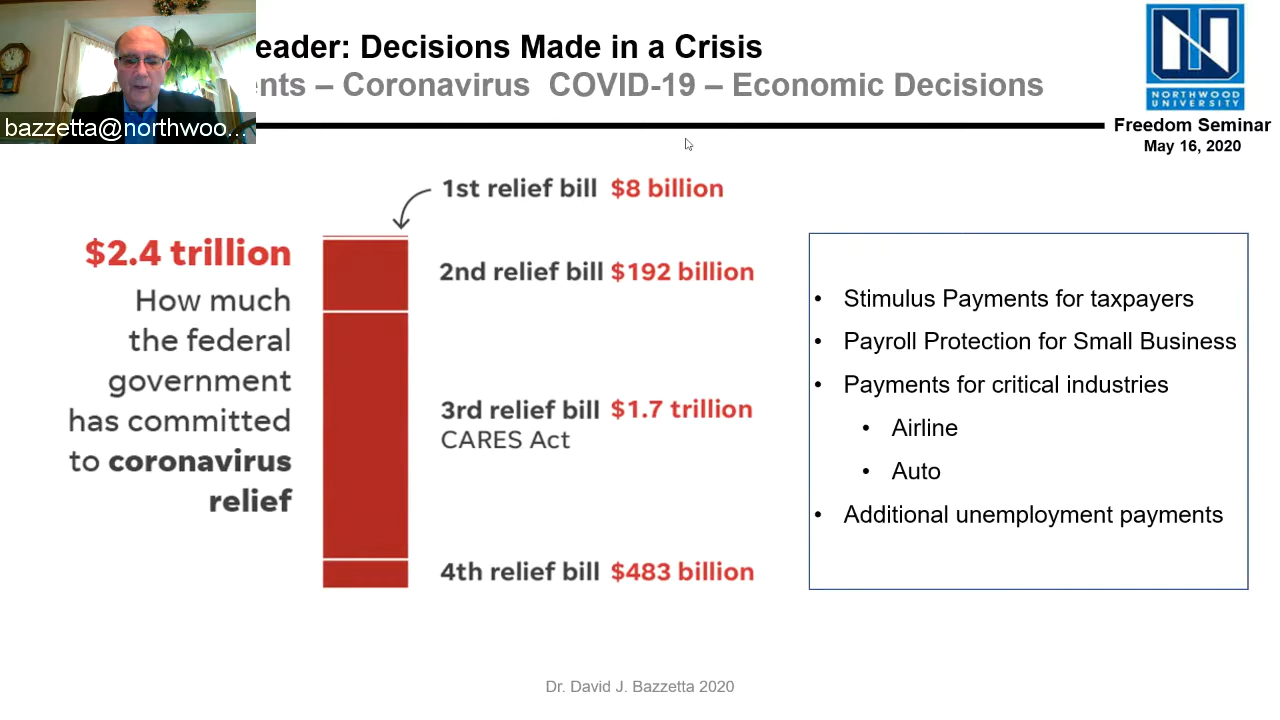 eader: Decisions Made in a Crisis
nts – Coronavirus COVID-19 – Economic Decisions
bazzetta@northwoo...
NORTHWOOD
UNIVERSITY
Freedom Seminar
May 16, 2020
1st relief bill $8 billion
$2.4 trillion
How much
the federal
government
has committed
to coronavirus
relief
2nd relief bill $192 billion
3rd relief bill $1.7 trillion
CARES Act
4th relief bill $483 billion
• Stimulus Payments for taxpayers
• Payroll Protection for Small Business
• Payments for critical industries
• Airline
• Auto
• Additional unemployment payments
Dr. David J. Bazzetta 2020